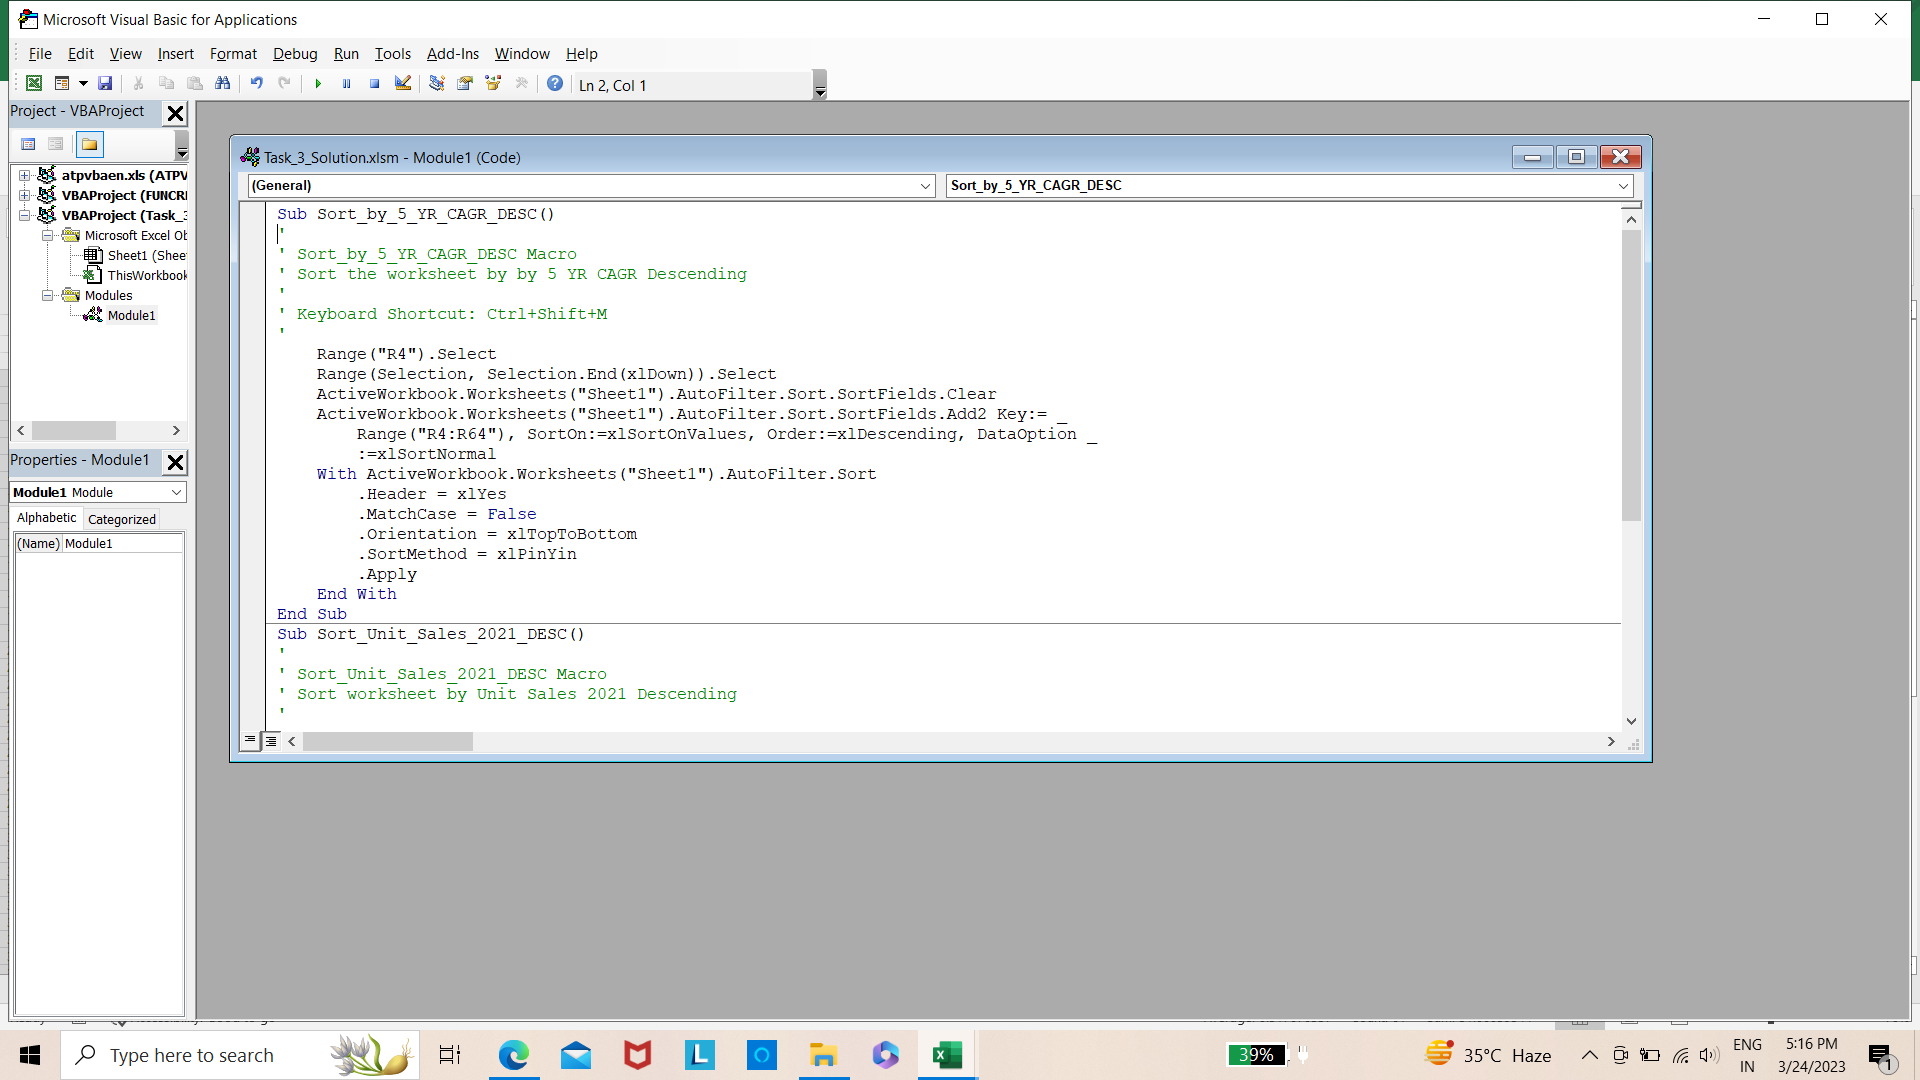 Microsoft Visual Basic for Applications
File Edit View Insert Format Debug Run Tools Add-Ins Window Help
Ln 2, Col 1
Project - VBAProject
atpvbaen.xls (ATPV
VBAProject (FUNCRE
VBAProject (Task_3
Microsoft Excel Ob
Sheet1 (Shee
ThisWorkbook
Modules
Module1
Properties - Module1
Module1 Module
Alphabetic Categorized
(Name) Module1
Task_3_Solution.xlsm - Module1 (Code)
(General) Sort_by_5_YR_CAGR_DESC
Sub Sort_by_5_YR_CAGR_DESC()
'
' Sort_by_5_YR_CAGR_DESC Macro
' Sort the worksheet by by 5 YR CAGR Descending
'
' Keyboard Shortcut: Ctrl+Shift+M
'
Range("R4").Select
Range(Selection, Selection.End(xlDown)).Select
ActiveWorkbook.Worksheets("Sheet1").AutoFilter.Sort.SortFields.Clear
ActiveWorkbook.Worksheets("Sheet1").AutoFilter.Sort.SortFields.Add2 Key:= _
Range("R4:R64"), SortOn:=xlSortOnValues, Order:=xlDescending, DataOption _
:=xlSortNormal
With ActiveWorkbook.Worksheets("Sheet1").AutoFilter.Sort
.Header = xlYes
.MatchCase = False
.Orientation = xlTopToBottom
.SortMethod = xlPinYin
.Apply
End With
End Sub
Sub Sort_Unit_Sales_2021_DESC()
'
' Sort_Unit_Sales_2021_DESC Macro
' Sort worksheet by Unit Sales 2021 Descending
'
Type here to search
39%
35°C Haze
ENG
IN
5:16 PM
3/24/2023
1